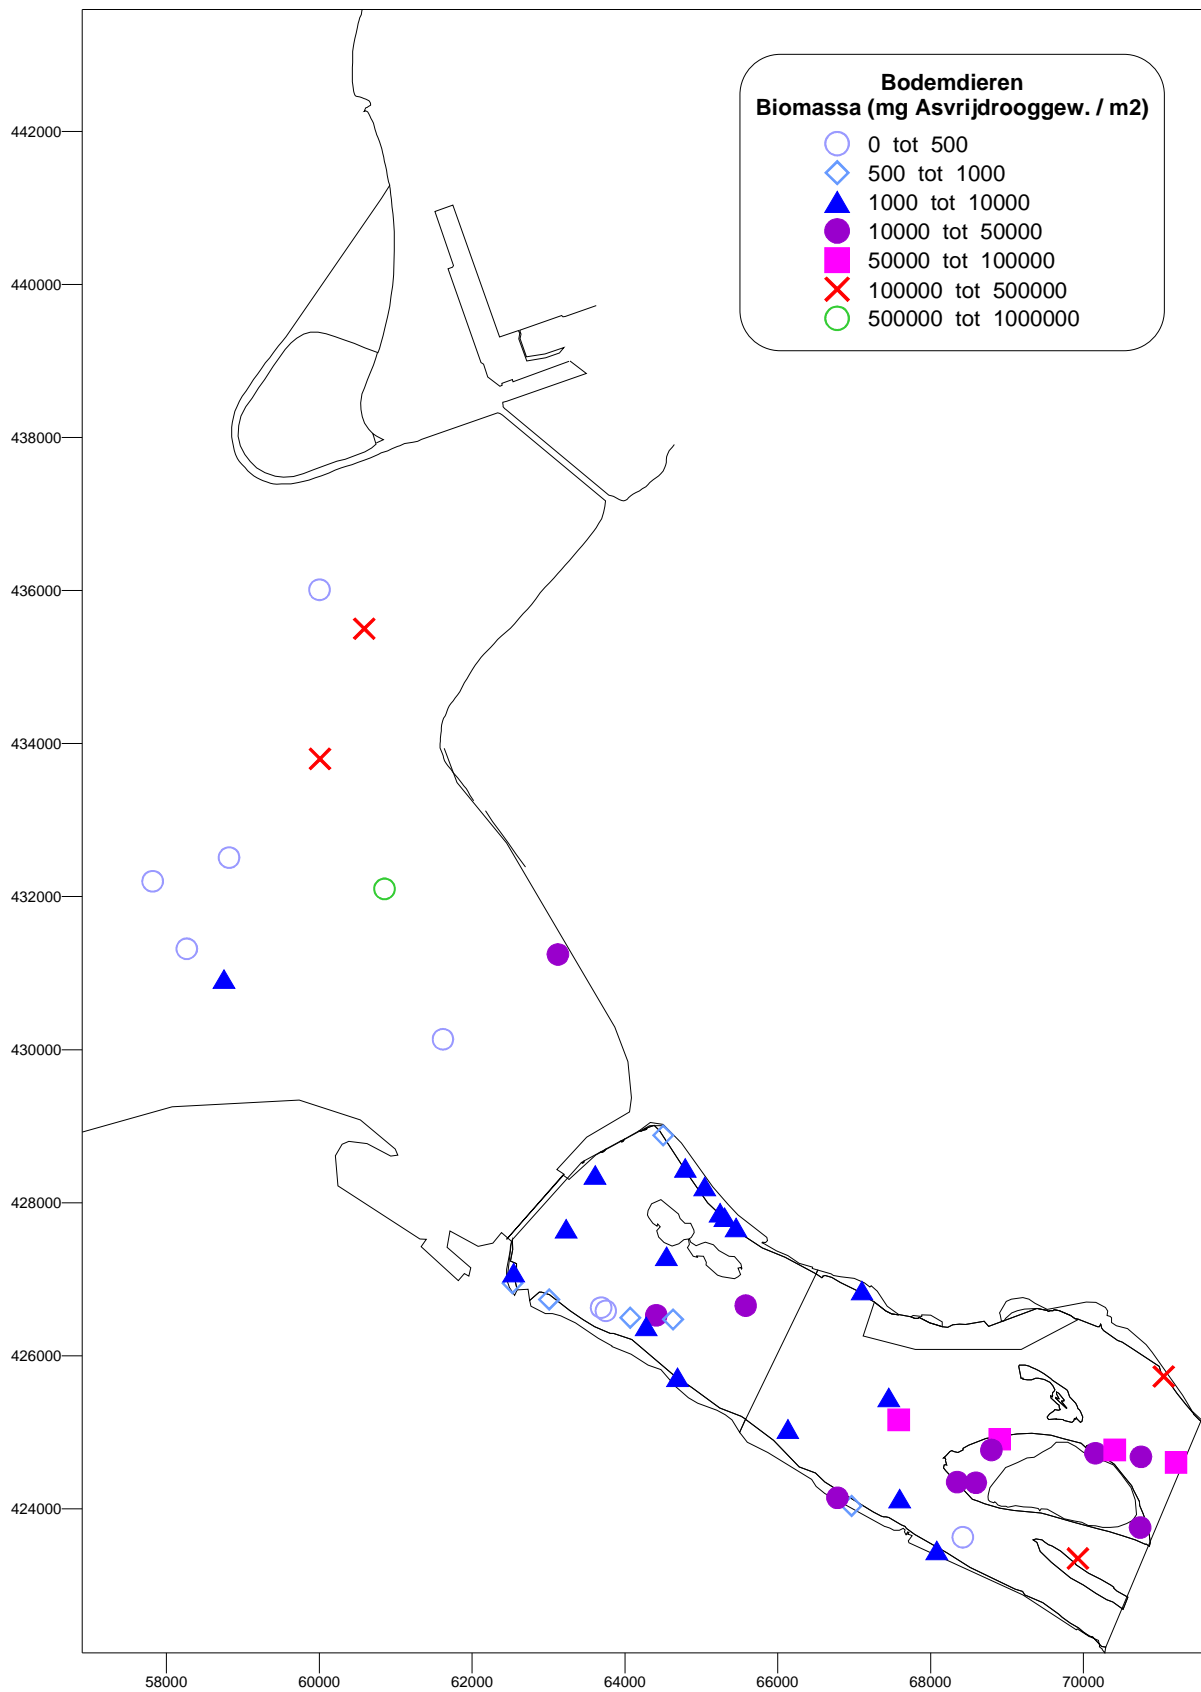 Bodemdieren
Biomassa (mg Asvrijdrooggew. / m2)
0 tot 500
500 tot 1000
1000 tot 10000
10000 tot 50000
50000 tot 100000
100000 tot 500000
500000 tot 1000000
442000
440000
438000
436000
434000
432000
430000
428000
426000
424000
58000 60000 62000 64000 66000 68000 70000